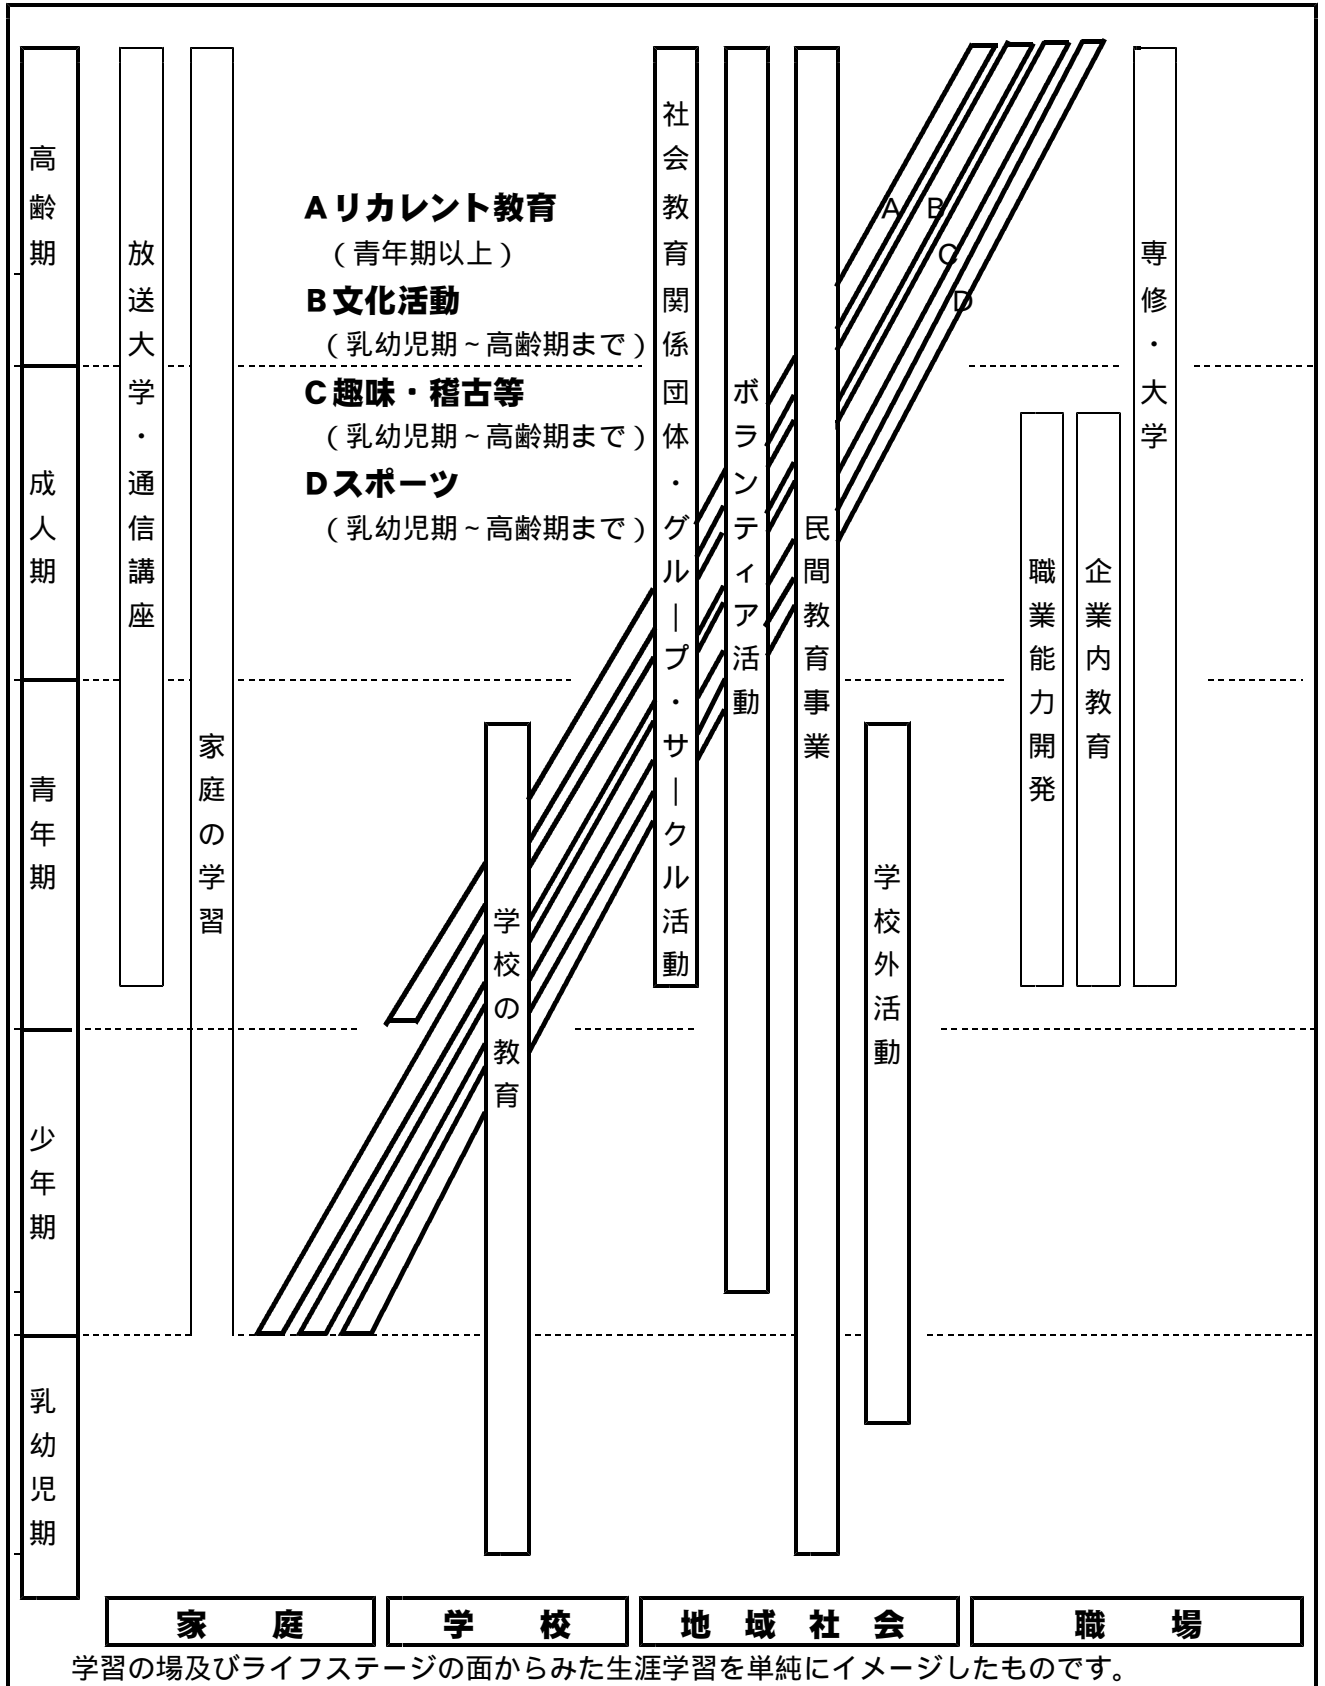 高齢期
成人期
青年期
少年期
乳幼児期
放送大学・通信講座
家庭の学習
Aリカレント教育
(青年期以上)
B文化活動
(乳幼児期~高齢期まで)
C趣味・稽古等
(乳幼児期~高齢期まで)
Dスポーツ
(乳幼児期~高齢期まで)
学校の教育
社会教育関係団体・グループ・サークル活動
ボランティア活動
民間教育事業
学校外活動
A B
C
D
職業能力開発
企業内教育
専修・大学
家庭
学校
地域社会
職場
学習の場及びライフステージの面からみた生涯学習を単純にイメージしたものです。